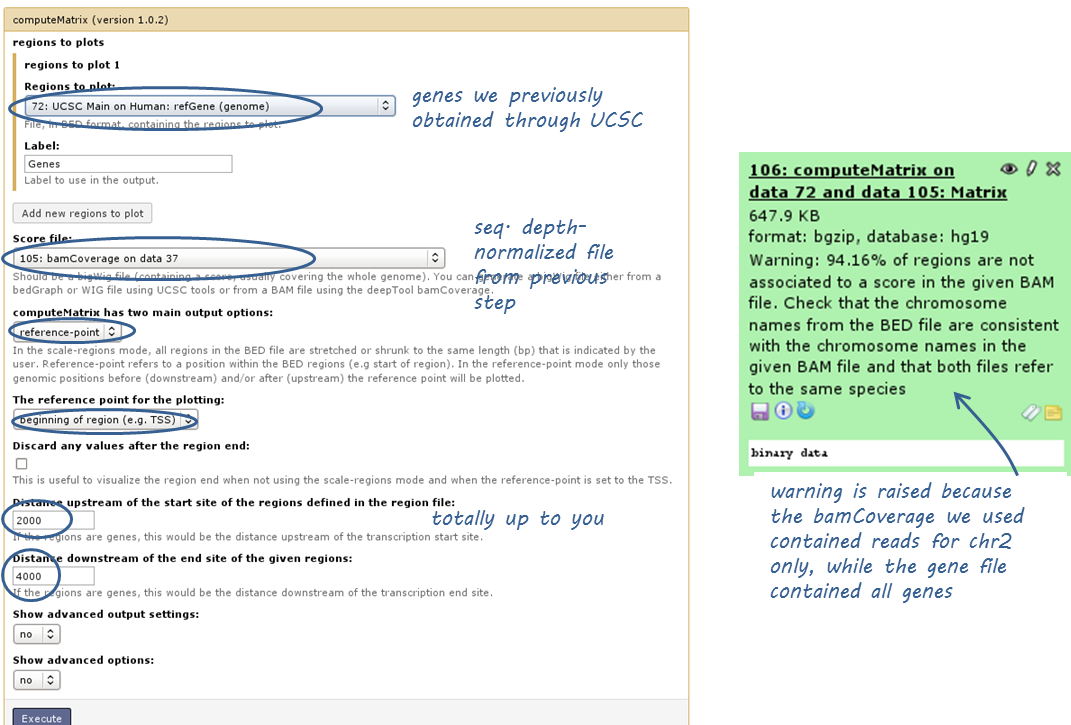 computeMatrix (version 1.0.2)
regions to plots
regions to plot 1
Regions to plot:
72: UCSC Main on Human: refGene (genome)
File, in BED format, containing the regions to plot.
genes we previously
obtained through UCSC
Label:
Genes
Label to use in the output.
Add new regions to plot
Score file:
105: bamCoverage on data 37
Should be a bigWig file (containing a score, usually covering the whole genome). You can generate a bigWig file either from a
bedGraph or WIG file using UCSC tools or from a BAM file using the deepTool bamCoverage.
seq. depth-
normalized file
from previous
step
computeMatrix has two main output options:
reference-point
In the scale-regions mode, all regions in the BED file are stretched or shrunk to the same length (bp) that is indicated by the
user. Reference-point refers to a position within the BED regions (e.g start of region). In the reference-point mode only those
genomic positions before (downstream) and/or after (upstream) the reference point will be plotted.
The reference point for the plotting:
beginning of region (e.g. TSS)
Discard any values after the region end:
This is useful to visualize the region end when not using the scale-regions mode and when the reference-point is set to the TSS.
Distance upstream of the start site of the regions defined in the region file:
2000
totally up to you
If the regions are genes, this would be the distance upstream of the transcription start site.
Distance downstream of the end site of the given regions:
4000
If the regions are genes, this would be the distance downstream of the transcription end site.
Show advanced output settings:
no
Show advanced options:
no
Execute
106: computeMatrix on
data 72 and data 105: Matrix
647.9 KB
format: bgzip, database: hg19
Warning: 94.16% of regions are not
associated to a score in the given BAM
file. Check that the chromosome
names from the BED file are consistent
with the chromosome names in the
given BAM file and that both files refer
to the same species
binary data
warning is raised because
the bamCoverage we used
contained reads for chr2
only, while the gene file
contained all genes